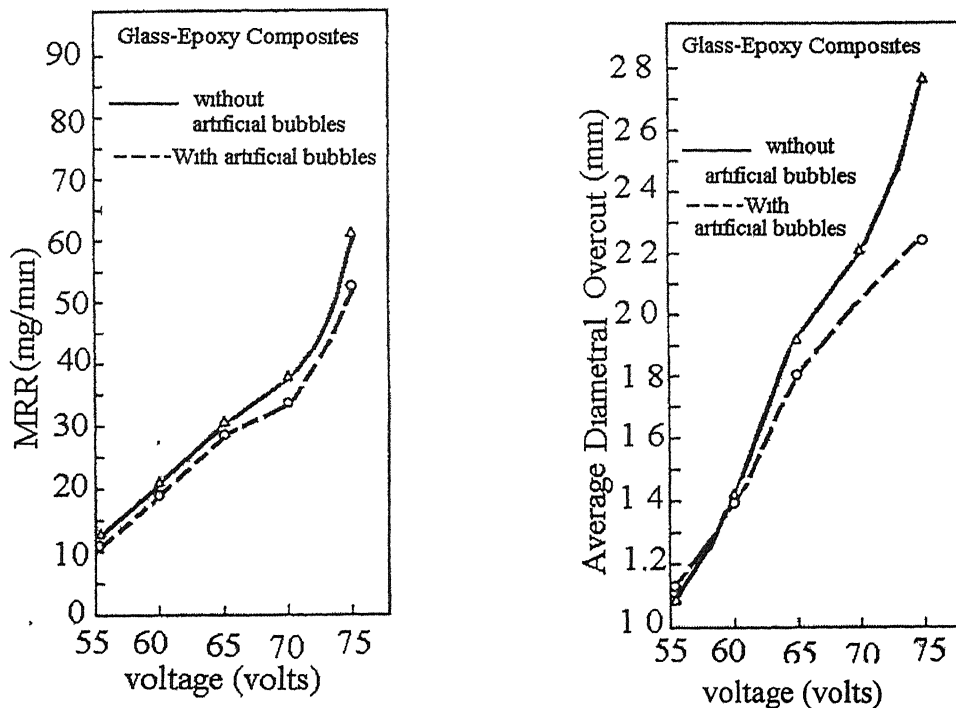 Glass-Epoxy Composites
without
artificial bubbles
With artificial bubbles
MRR (mg/min)
90
80
70
60
50
40
30
20
10
0
55 60 65 70 75
voltage (volts)
Glass-Epoxy Composites
without
artificial bubbles
With
artificial bubbles
Average Diametral Overcut (mm)
2 8
2 6
2 4
2 2
2 0
1 8
1 6
1 4
1.2
1 0
55 60 65 70 75
voltage (volts)